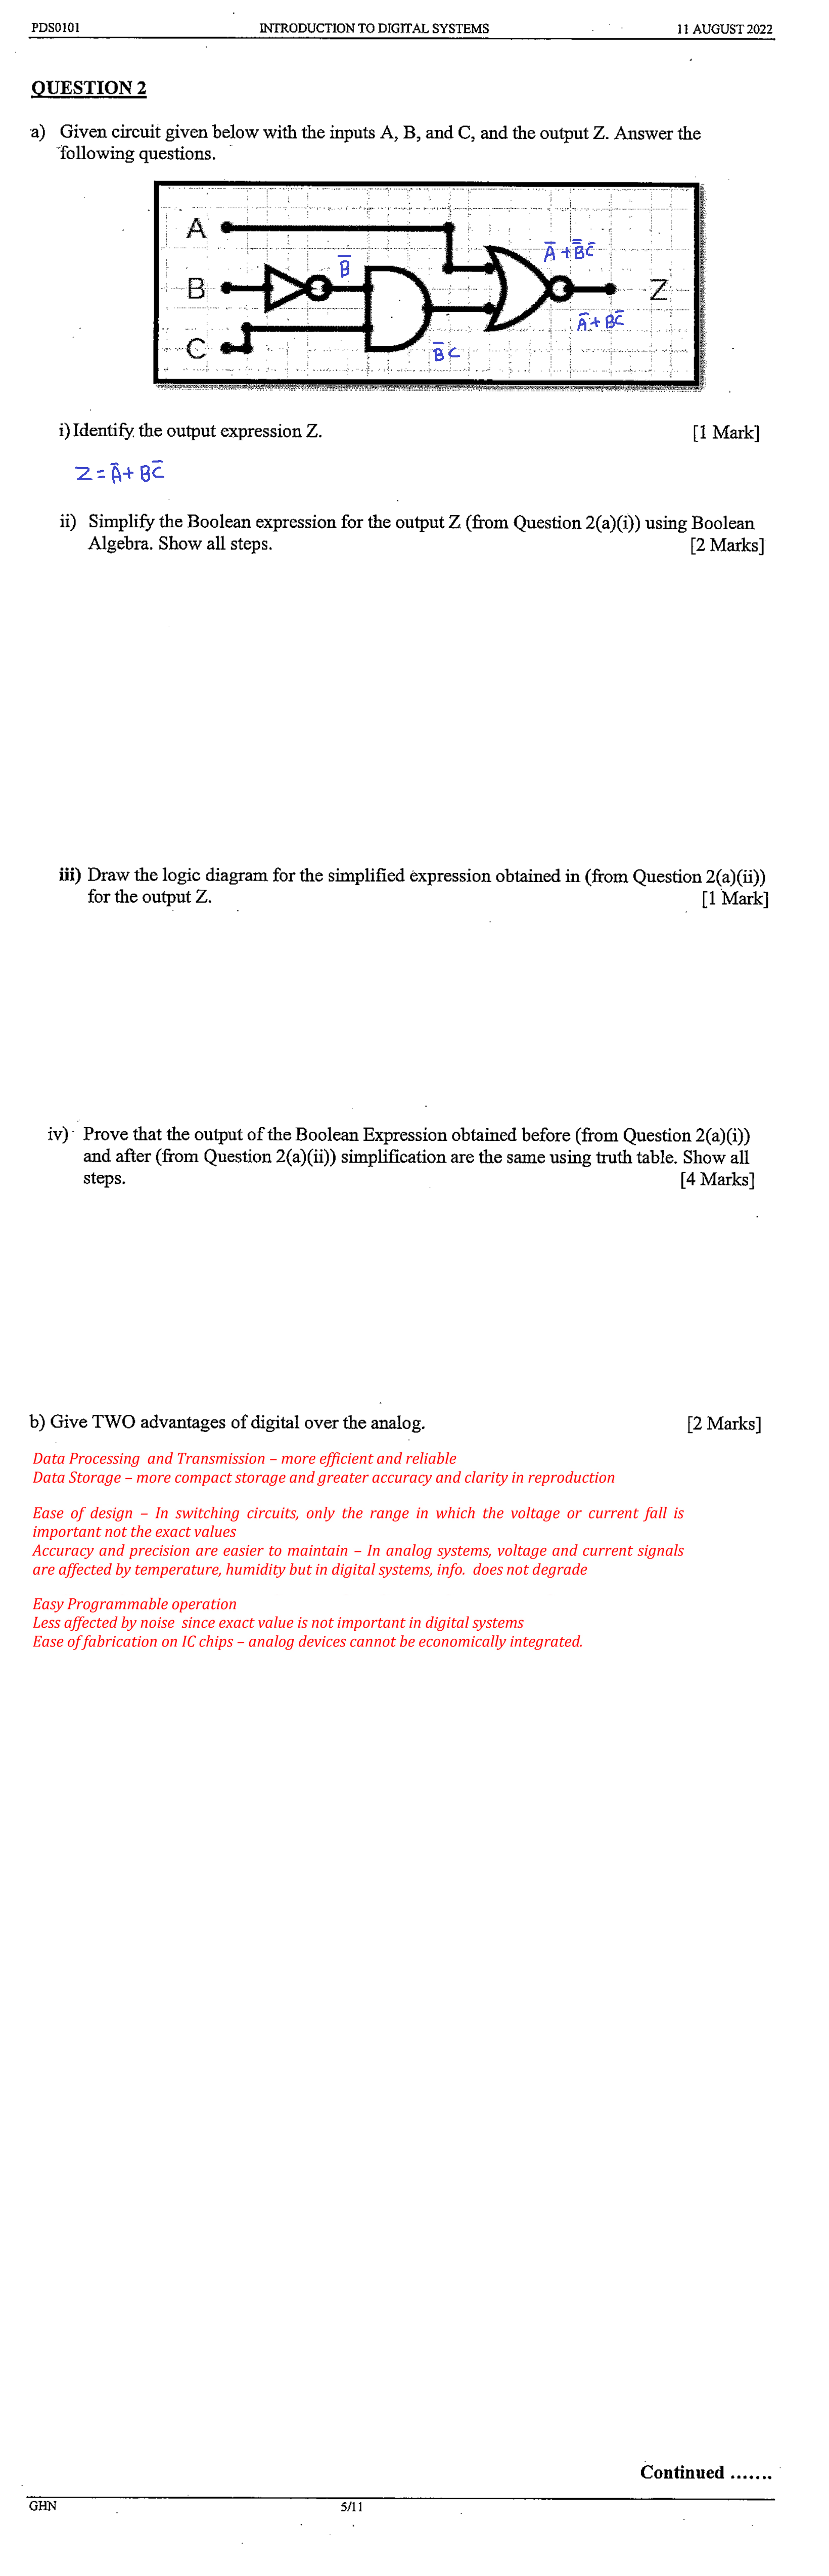 PDS0101 INTRODUCTION TO DIGITAL SYSTEMS 11 AUGUST 2022
QUESTION 2
a) Given circuit given below with the inputs A, B, and C, and the output Z. Answer the
following questions.
A
A̅ + B̅̅C̅
B̅
B
Z
A̅ + BC̅
C
B̅C
i) Identify the output expression Z. [1 Mark]
Z = A̅ + BC̅
ii) Simplify the Boolean expression for the output Z (from Question 2(a)(i)) using Boolean
Algebra. Show all steps. [2 Marks]
iii) Draw the logic diagram for the simplified expression obtained in (from Question 2(a)(ii))
for the output Z. [1 Mark]
iv) Prove that the output of the Boolean Expression obtained before (from Question 2(a)(i))
and after (from Question 2(a)(ii)) simplification are the same using truth table. Show all
steps. [4 Marks]
b) Give TWO advantages of digital over the analog. [2 Marks]
Data Processing and Transmission – more efficient and reliable
Data Storage – more compact storage and greater accuracy and clarity in reproduction
Ease of design – In switching circuits, only the range in which the voltage or current fall is
important not the exact values
Accuracy and precision are easier to maintain – In analog systems, voltage and current signals
are affected by temperature, humidity but in digital systems, info. does not degrade
Easy Programmable operation
Less affected by noise since exact value is not important in digital systems
Ease of fabrication on IC chips – analog devices cannot be economically integrated.
Continued .......
GHN 5/11